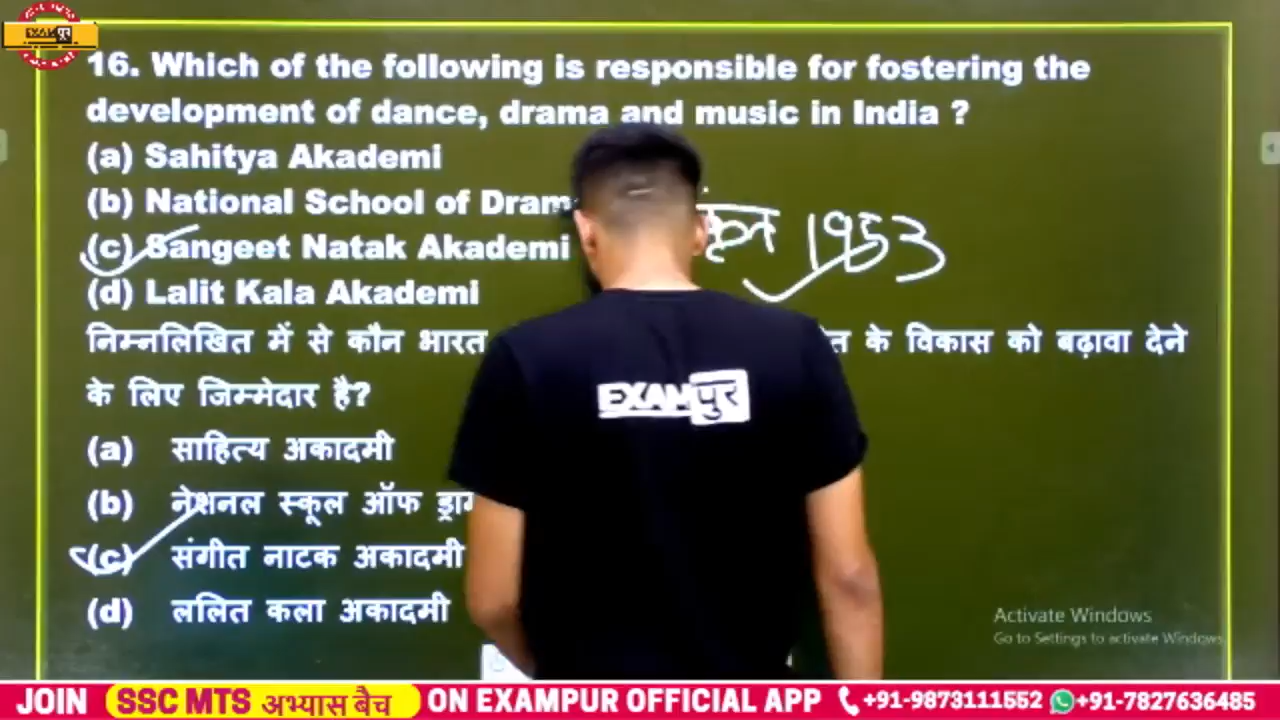 EXAMपुर
16. Which of the following is responsible for fostering the
development of dance, drama and music in India ?
(a) Sahitya Akademi
(b) National School of Dram
(c) Sangeet Natak Akademi
1953
(d) Lalit Kala Akademi
निम्नलिखित में से कौन भारत त के विकास को बढ़ावा देने
के लिए जिम्मेदार है?
EXAMपुर
(a) साहित्य अकादमी
(b) नेशनल स्कूल ऑफ ड्राम
(c) संगीत नाटक अकादमी
(d) ललित कला अकादमी
Activate Windows
Go to Settings to activate Windows.
JOIN SSC MTS अभ्यास बैच ON EXAMPUR OFFICIAL APP +91-9873111552 +91-7827636485